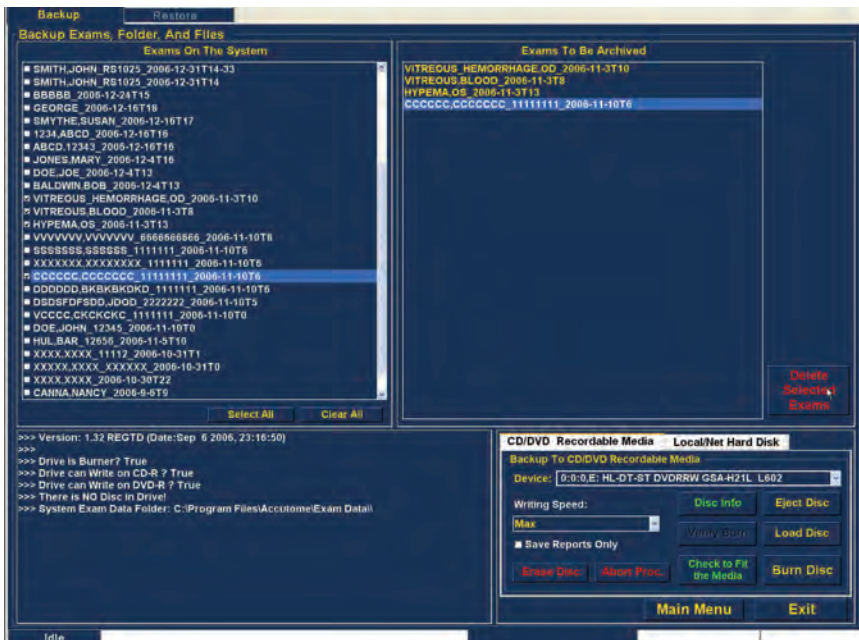 Backup Restore
Backup Exams, Folder, And Files
Exams On The System
SMITH,JOHN_RS1025_2006-12-31T14-33
SMITH,JOHN_RS1025_2006-12-31T14
BBBBB_2006-12-24T15
GEORGE_2006-12-16T18
SMYTHE,SUSAN_2006-12-16T17
1234,ABCD_2006-12-16T16
ABCD,12343_2006-12-16T16
JONES,MARY_2006-12-4T16
DOE,JOE_2006-12-4T13
BALDWIN,BOB_2006-12-4T13
VITREOUS_HEMORRHAGE,OD_2006-11-3T10
VITREOUS,BLOOD_2006-11-3T8
HYPEMA,OS_2006-11-3T13
VVVVVVV,VVVVVVV_6666666666_2006-11-10T8
SSSSSSS,SSSSSS_1111111_2006-11-10T6
XXXXXXX,XXXXXXXX_1111111_2006-11-10T6
CCCCCC,CCCCCCC_11111111_2006-11-10T6
DDDDDD,BKBKBKDKD_1111111_2006-11-10T6
DSDSFDFSDD,JDOD_2222222_2006-11-10T5
VCCCC,CKCKCKC_1111111_2006-11-10T0
DOE,JOHN_12345_2006-11-10T0
HUL,BAR_12656_2006-11-5T10
XXXX,XXXX_11112_2006-10-31T1
XXXXX,XXXX_XXXXXX_2006-10-31T0
XXXX,XXXX_2006-10-30T22
CANNA,NANCY_2006-9-6T9
Select All Clear All
Exams To Be Archived
VITREOUS_HEMORRHAGE,OD_2006-11-3T10
VITREOUS,BLOOD_2006-11-3T8
HYPEMA,OS_2006-11-3T13
CCCCCC,CCCCCCC_11111111_2006-11-10T6
Delete
Selected
Exams
>>> Version: 1.32 REGTD (Date:Sep 6 2006, 23:16:50)
>>>
>>> Drive is Burner? True
>>> Drive can Write on CD-R ? True
>>> Drive can Write on DVD-R ? True
>>> There is NO Disc in Drive!
>>> System Exam Data Folder: C:\Program Files\Accutome\Exam Data\\
CD/DVD Recordable Media Local/Net Hard Disk
Backup To CD/DVD Recordable Media
Device: 0:0:0,E: HL-DT-ST DVDRRW GSA-H21L L602
Writing Speed: Disc Info Eject Disc
Max Verify Burn Load Disc
Save Reports Only
Erase Disc Abort Proc. Check to Fit
the Media Burn Disc
Main Menu Exit
Idle